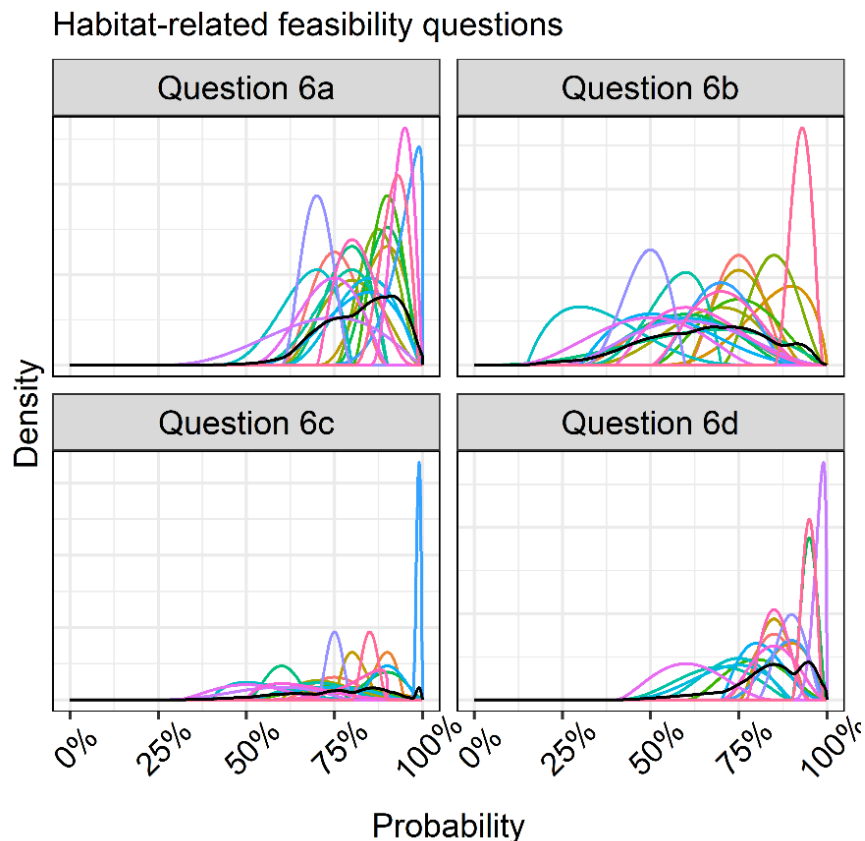 Habitat-related feasibility questions
Question 6a
Question 6b
Question 6c
Question 6d
Density
0%
25%
50%
75%
100%
0%
25%
50%
75%
100%
Probability